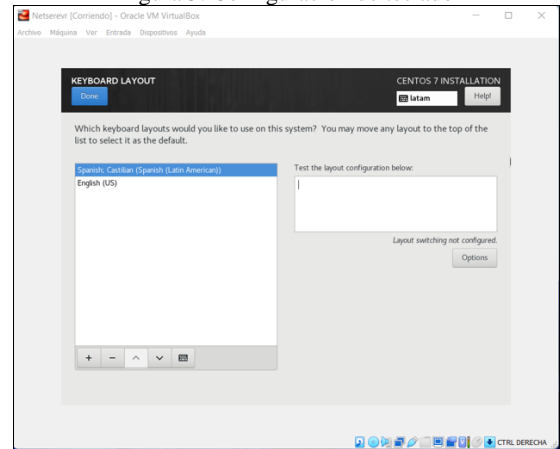 Netserevr [Corriendo] - Oracle VM VirtualBox
Archivo Máquina Ver Entrada Dispositivos Ayuda
KEYBOARD LAYOUT
CENTOS 7 INSTALLATION
Done
latam
Help!
Which keyboard layouts would you like to use on this system? You may move any layout to the top of the
list to select it as the default.
Spanish; Castilian (Spanish (Latin American))
English (US)
Test the layout configuration below:
Layout switching not configured.
Options
CTRL DERECHA